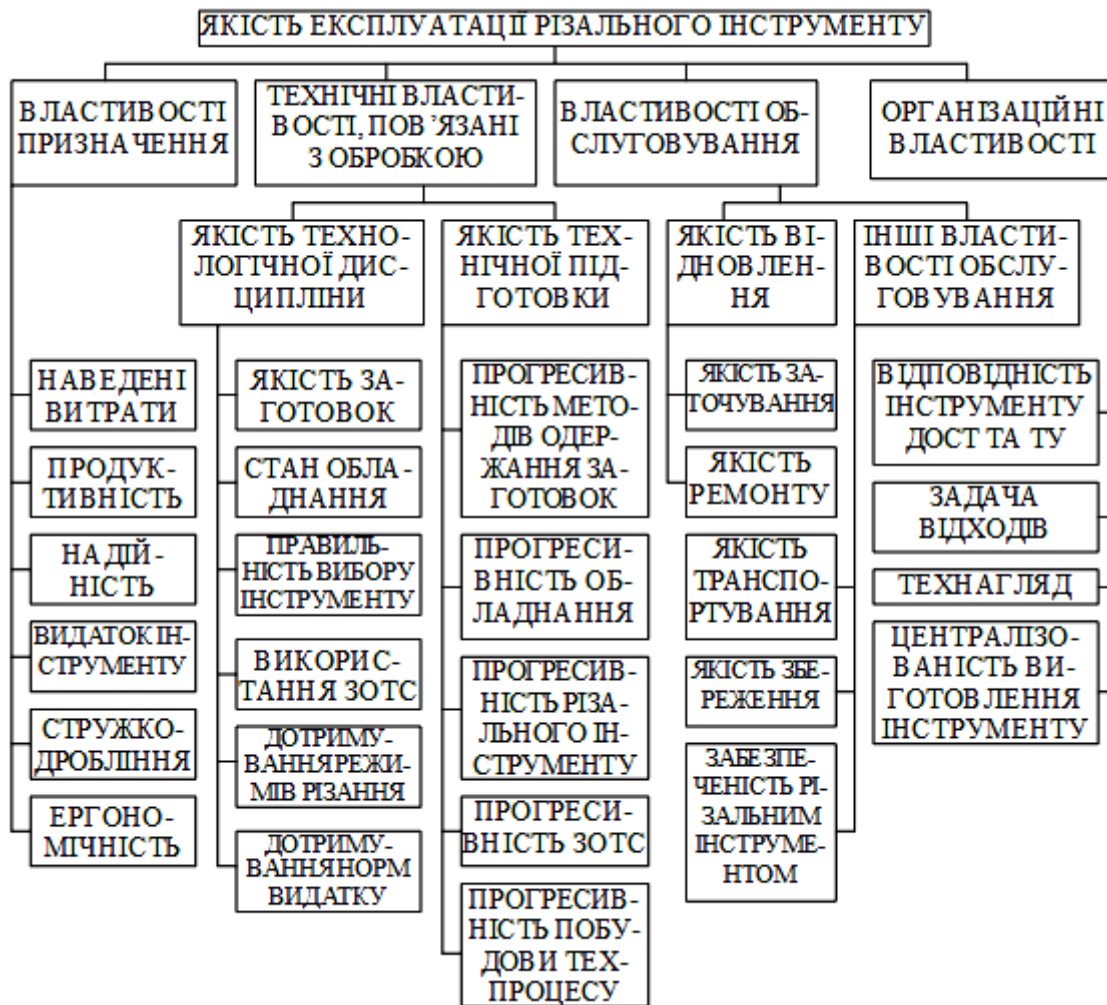 ЯКІСТЬ ЕКСПЛУАТАЦІЇ РІЗАЛЬНОГО ІНСТРУМЕНТУ
ВЛАСТИВОСТІ
ПРИЗНАЧЕННЯ
ТЕХНІЧНІ ВЛАСТИ-
ВОСТІ, ПОВ’ЯЗАНІ
З ОБРОБКОЮ
ВЛАСТИВОСТІ ОБ-
СЛУГОВУВАННЯ
ОРГАНІЗАЦІЙНІ
ВЛАСТИВОСТІ
ЯКІСТЬ ТЕХНО-
ЛОГІЧНОЇ ДИС-
ЦИПЛІНИ
ЯКІСТЬ ТЕХ-
НІЧНОЇ ПІД-
ГОТОВКИ
ЯКІСТЬ ВІ-
ДНОВЛЕН-
НЯ
ІНШІ ВЛАСТИ-
ВОСТІ ОБСЛУ-
ГОВУВАННЯ
НАВЕДЕНІ
ВИТРАТИ
ПРОДУК-
ТИВНІСТЬ
НАДІЙ-
НІСТЬ
ВИДАТОК ІН-
СТРУМЕНТУ
СТРУЖКО-
ДРОБЛІННЯ
ЕРГОНО-
МІЧНІСТЬ
ЯКІСТЬ ЗА-
ГОТОВОК
СТАН ОБЛА-
ДНАННЯ
ПРАВИЛЬ-
НІСТЬ ВИБОРУ
ІНСТРУМЕНТУ
ВИКОРИС-
ТАННЯ ЗОТС
ДОТРИМУ-
ВАННЯ РЕЖИ-
МІВ РІЗАННЯ
ДОТРИМУ-
ВАННЯ НОРМ
ВИДАТКУ
ПРОГРЕСИВ-
НІСТЬ МЕТО-
ДІВ ОДЕР-
ЖАННЯ ЗА-
ГОТОВОК
ПРОГРЕСИ-
ВНІСТЬ ОБ-
ЛАДНАННЯ
ПРОГРЕСИВ-
НІСТЬ РІЗА-
ЛЬНОГО ІН-
СТРУМЕНТУ
ПРОГРЕСИ-
ВНІСТЬ ЗОТС
ПРОГРЕСИВ-
НІСТЬ ПОБУ-
ДОВИ ТЕХ-
ПРОЦЕСУ
ЯКІСТЬ ЗА-
ТОЧУВАННЯ
ЯКІСТЬ
РЕМОНТУ
ЯКІСТЬ
ТРАНСПО-
РТУВАННЯ
ЯКІСТЬ ЗБЕ-
РЕЖЕННЯ
ЗАБЕЗПЕ-
ЧЕНІСТЬ РІ-
ЗАЛЬНИМ
ІНСТРУМЕ-
НТОМ
ВІДПОВІДНІСТЬ
ІНСТРУМЕНТУ
ДОСТ ТА ТУ
ЗАДАЧА
ВІДХОДІВ
ТЕХНАГЛЯД
ЦЕНТРАЛІЗО-
ВАНІСТЬ ВИ-
ГОТОВЛЕННЯ
ІНСТРУМЕНТУ